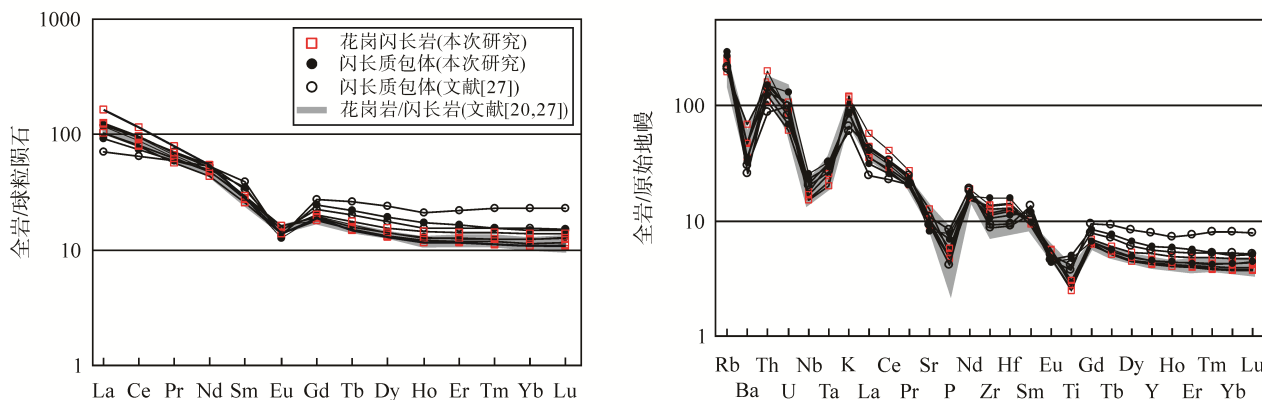 1000
100
10
1
全岩/球粒陨石
花岗闪长岩(本次研究)
闪长质包体(本次研究)
闪长质包体(文献[27])
花岗岩/闪长岩(文献[20,27])
La Ce Pr Nd Sm Eu Gd Tb Dy Ho Er Tm Yb Lu
100
10
1
全岩/原始地幔
Rb Th Nb K Ce Sr Nd Hf Eu Gd Dy Ho Tm Lu
Ba U Ta La Pr P Zr Sm Ti Tb Y Er Yb